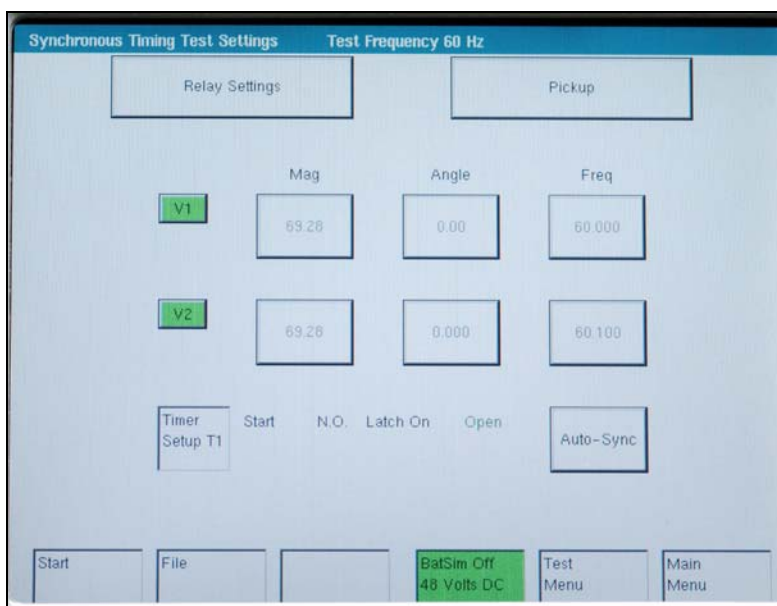 Synchronous Timing Test Settings Test Frequency 60 Hz
Relay Settings Pickup
Mag Angle Freq
V1 69.28 0.00 60.000
V2 69.28 0.000 60.100
Timer
Setup T1
Start N.O. Latch On Open
Auto-Sync
Start
File
BatSim Off
48 Volts DC
Test
Menu
Main
Menu